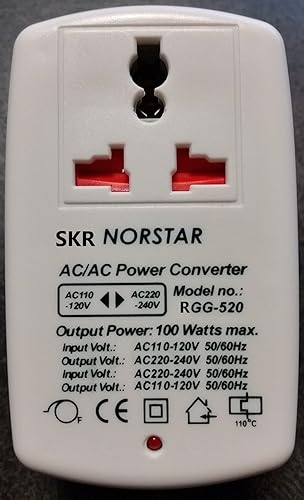 SKR NORSTAR
AC/AC Power Converter
AC110 -120V ◀▶ AC220 -240V
Model no.: RGG-520
Output Power: 100 Watts max.
Input Volt.: AC110-120V 50/60Hz
Output Volt.: AC220-240V 50/60Hz
Input Volt.: AC220-240V 50/60Hz
Output Volt.: AC110-120V 50/60Hz
F CE 110°C